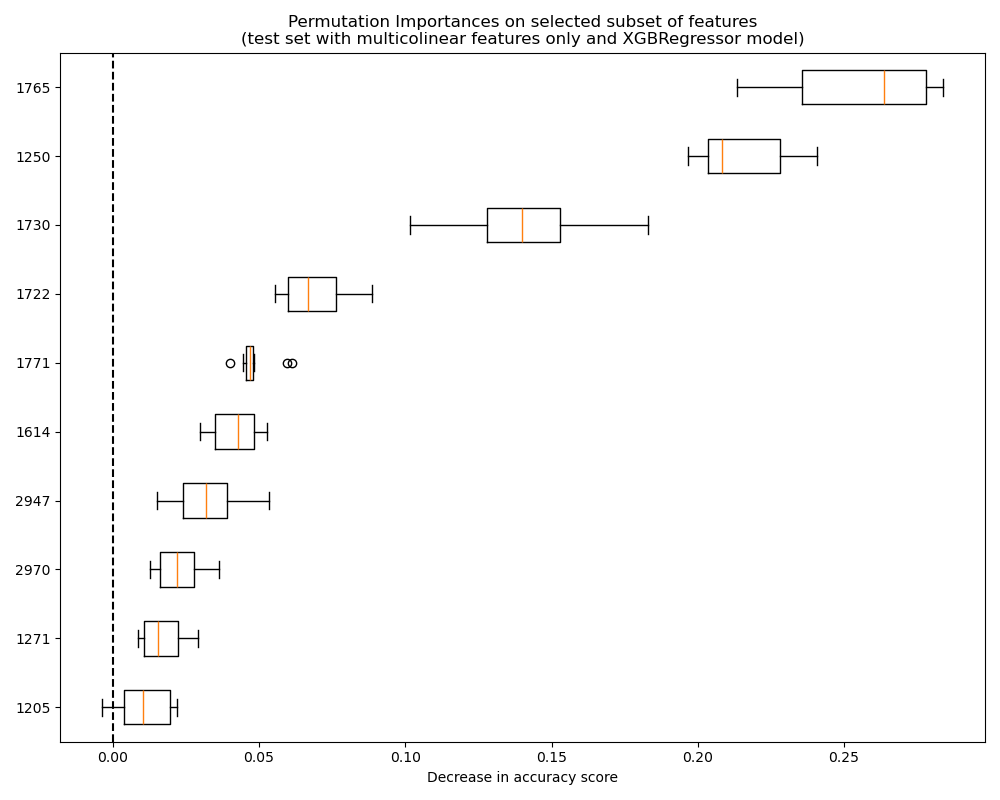 Permutation Importances on selected subset of features
(test set with multicolinear features only and XGBRegressor model)
1765
1250
1730
1722
1771
1614
2947
2970
1271
1205
0.00 0.05 0.10 0.15 0.20 0.25
Decrease in accuracy score